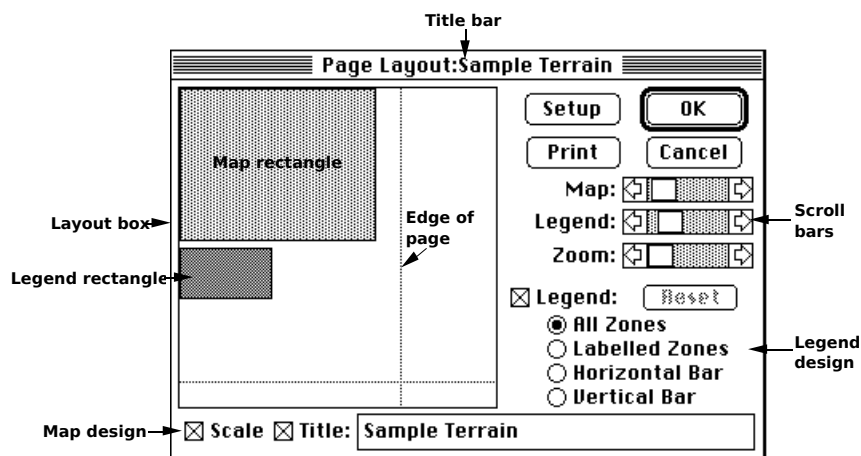 Title bar
Page Layout:Sample Terrain
Setup
OK
Print
Cancel
Map rectangle
Map:
Layout box
Edge of
page
Legend:
Scroll
bars
Zoom:
Legend rectangle
Legend:
Reset
All Zones
Labelled Zones
Legend
design
Horizontal Bar
Vertical Bar
Map design
Scale
Title:
Sample Terrain